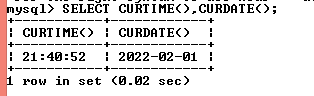 mysql> SELECT CURTIME(),CURDATE();
+-----------+------------+
| CURTIME() | CURDATE()  |
+-----------+------------+
| 21:40:52  | 2022-02-01 |
+-----------+------------+
1 row in set (0.02 sec)